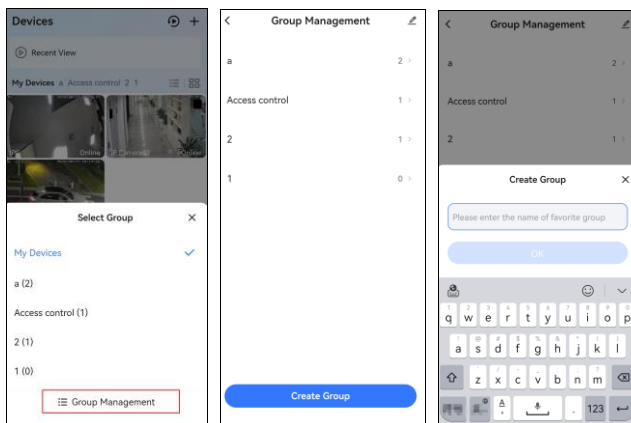 Devices
Recent View
My Devices a Access control 2 1
Online
Select Group
My Devices
a (2)
Access control (1)
2 (1)
1 (0)
Group Management
Group Management
a 2
Access control 1
2 1
1 0
Create Group
Group Management
a 2
Access control 1
2 1
Create Group
Please enter the name of favorite group
OK
q w e r t y u i o p
a s d f g h j k l
z x c v b n m
123